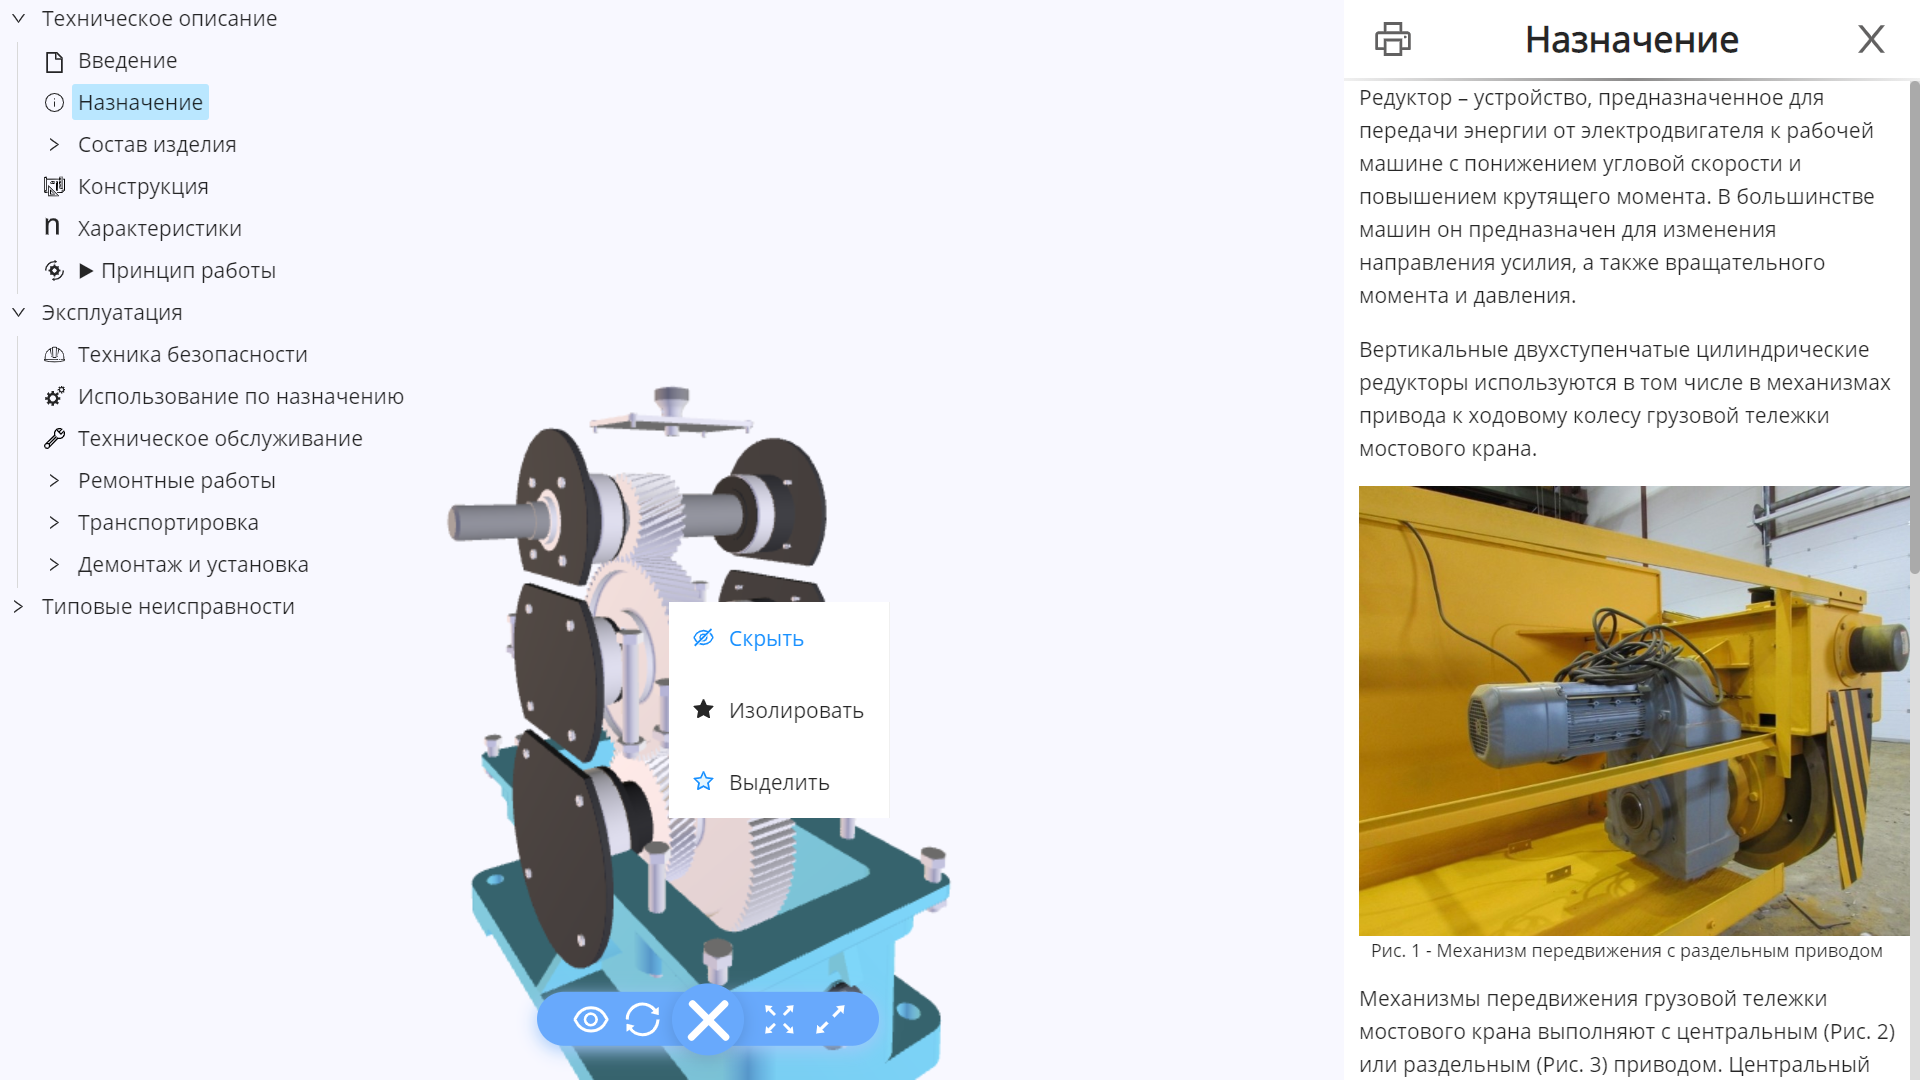 Техническое описание
Введение
Назначение
Состав изделия
Конструкция
n Характеристики
▶ Принцип работы
Эксплуатация
Техника безопасности
Использование по назначению
Техническое обслуживание
Ремонтные работы
Транспортировка
Демонтаж и установка
Типовые неисправности
Скрыть
Изолировать
Выделить
Назначение
Редуктор – устройство, предназначенное для
передачи энергии от электродвигателя к рабочей
машине с понижением угловой скорости и
повышением крутящего момента. В большинстве
машин он предназначен для изменения
направления усилия, а также вращательного
момента и давления.
Вертикальные двухступенчатые цилиндрические
редукторы используются в том числе в механизмах
привода к ходовому колесу грузовой тележки
мостового крана.
Рис. 1 - Механизм передвижения с раздельным приводом
Механизмы передвижения грузовой тележки
мостового крана выполняют с центральным (Рис. 2)
или раздельным (Рис. 3) приводом. Центральный